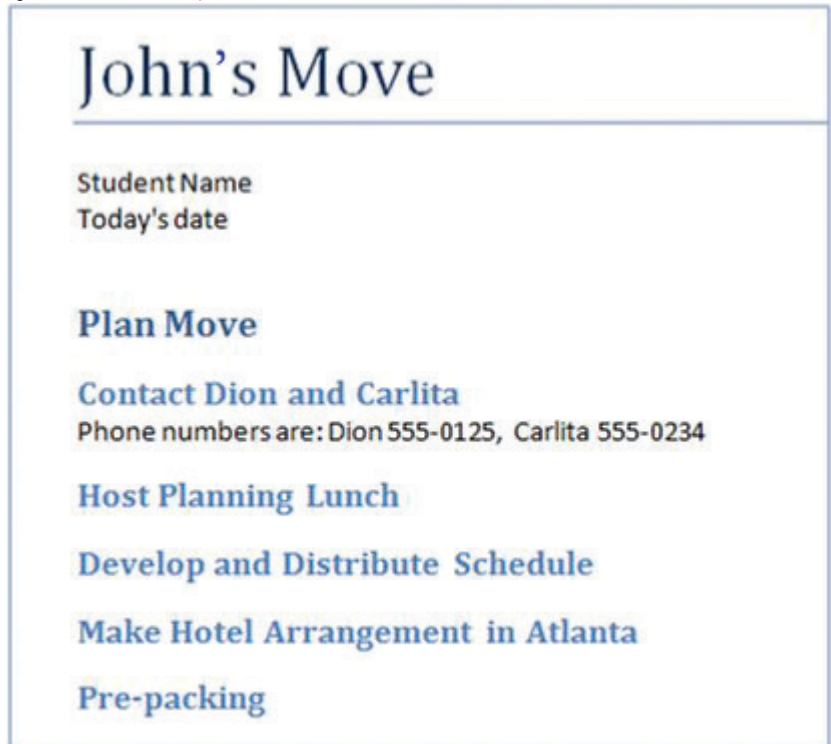 John’s Move
Student Name
Today's date
Plan Move
Contact Dion and Carlita
Phone numbers are: Dion 555-0125, Carlita 555-0234
Host Planning Lunch
Develop and Distribute Schedule
Make Hotel Arrangement in Atlanta
Pre-packing